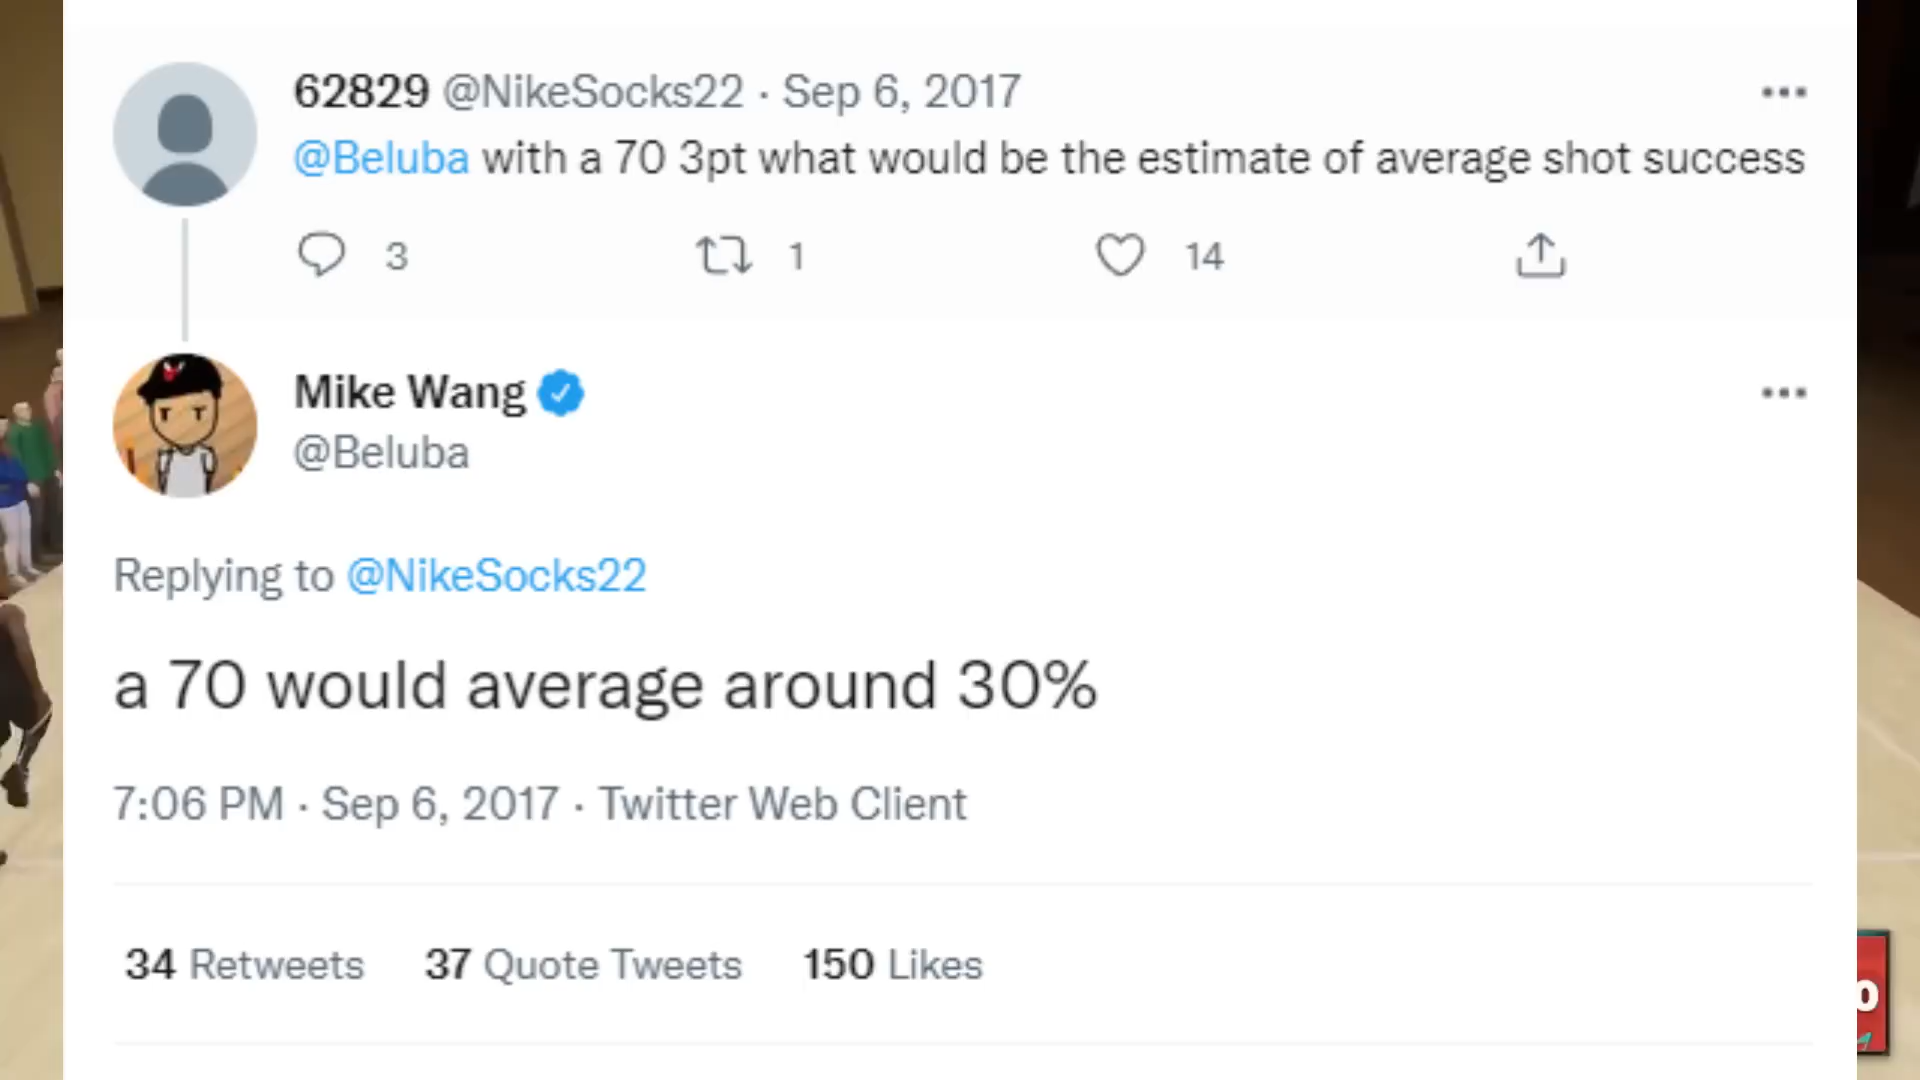 62829 @NikeSocks22 · Sep 6, 2017
@Beluba with a 70 3pt what would be the estimate of average shot success
3 1 14
Mike Wang
@Beluba
Replying to @NikeSocks22
a 70 would average around 30%
7:06 PM · Sep 6, 2017 · Twitter Web Client
34 Retweets 37 Quote Tweets 150 Likes